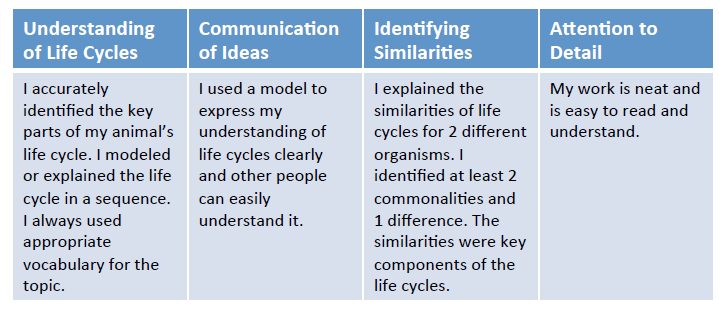 Understanding
of Life Cycles
Communication
of Ideas
Identifying
Similarities
Attention to
Detail
I accurately
identified the key
parts of my animal's
life cycle. I modeled
or explained the life
cycle in a sequence.
I always used
appropriate
vocabulary for the
topic.
I used a model to
express my
understanding of
life cycles clearly
and other people
can easily
understand it.
I explained the
similarities of life
cycles for 2 different
organisms. I
identified at least 2
commonalities and
1 difference. The
similarities were key
components of the
life cycles.
My work is neat and
is easy to read and
understand.